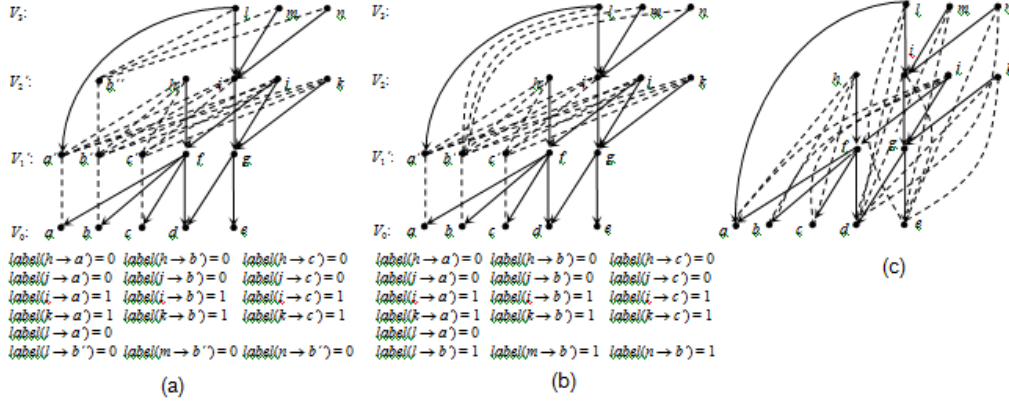 V₃: l m n
V₂′: b″ h i j k
V₁′: a b c f g
V₀: a b c d e
label(h→a′)=0 label(h→b′)=0 label(h→c′)=0
label(j→a′)=0 label(j→b′)=0 label(j→c′)=0
label(i→a′)=1 label(i→b′)=1 label(i→c′)=1
label(k→a′)=1 label(k→b′)=1 label(k→c′)=1
label(l→a′)=0
label(l→b″)=0 label(m→b″)=0 label(n→b″)=0
(a)
V₃: l m n
V₂: h i j k
V₁′: a b c f g
V₀: a b c d e
label(h→a′)=0 label(h→b′)=0 label(h→c′)=0
label(j→a′)=0 label(j→b′)=0 label(j→c′)=0
label(i→a′)=1 label(i→b′)=1 label(i→c′)=1
label(k→a′)=1 label(k→b′)=1 label(k→c′)=1
label(l→a′)=0
label(l→b′)=1 label(m→b′)=1 label(n→b′)=1
(b)
l m n
h i j k
f g
a b c d e
(c)